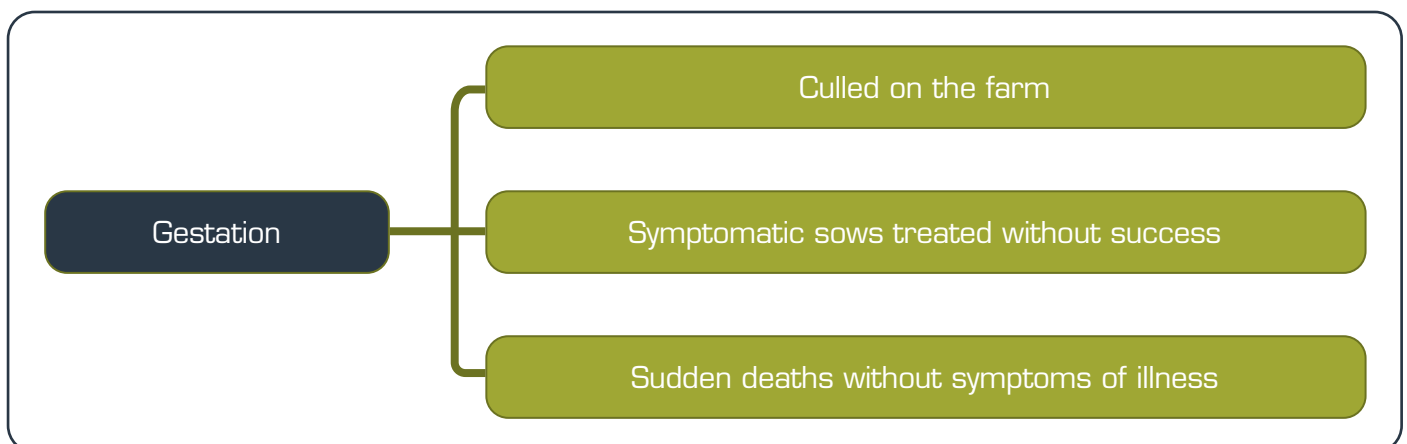 Culled on the farm
Gestation
Symptomatic sows treated without success
Sudden deaths without symptoms of illness